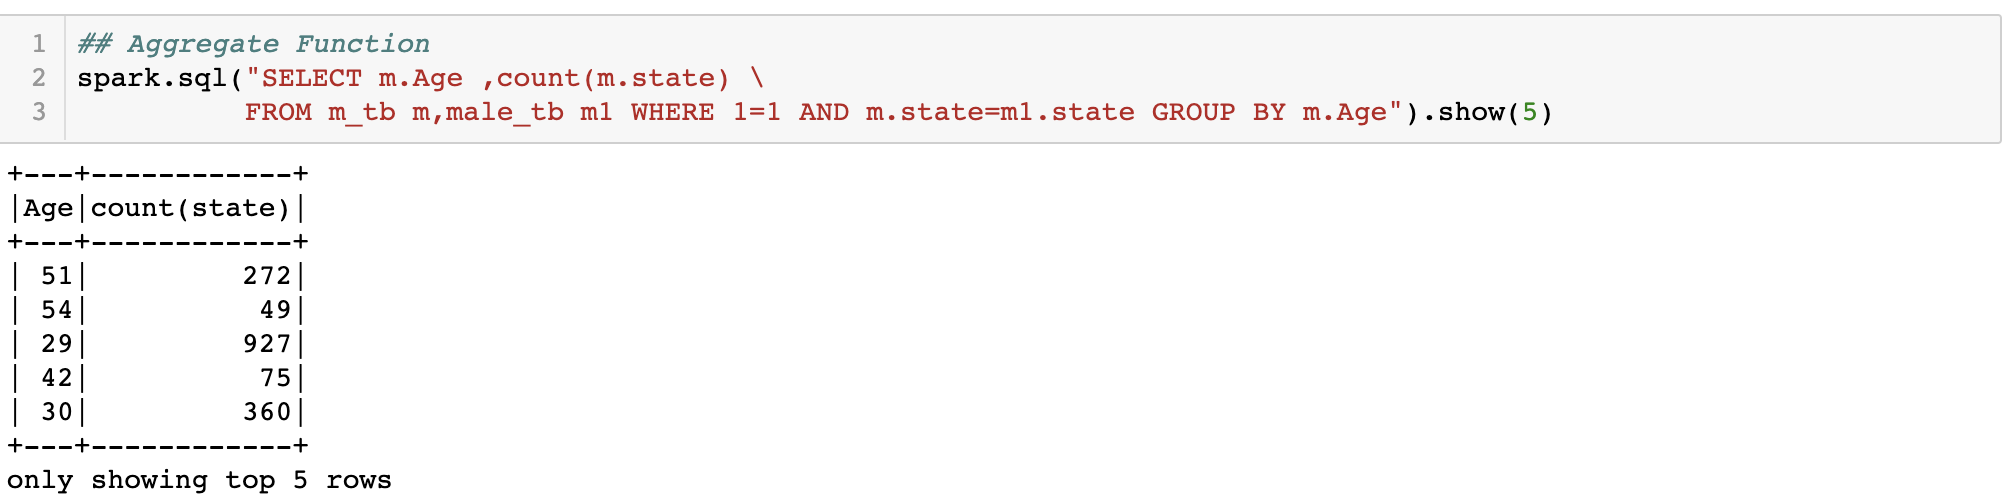 1 ## Aggregate Function
2 spark.sql("SELECT m.Age ,count(m.state) \
3           FROM m_tb m,male_tb m1 WHERE 1=1 AND m.state=m1.state GROUP BY m.Age").show(5)
+---+------------+
|Age|count(state)|
+---+------------+
| 51|         272|
| 54|          49|
| 29|         927|
| 42|          75|
| 30|         360|
+---+------------+
only showing top 5 rows